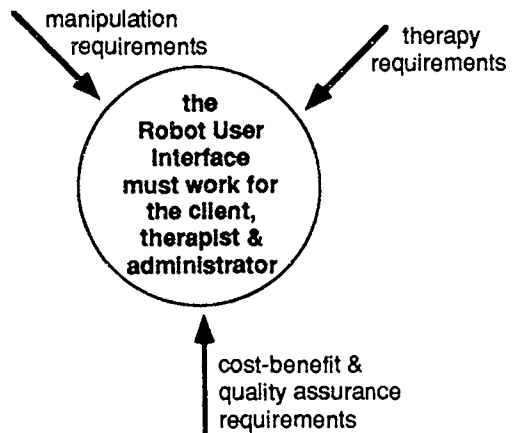 manipulation
requirements
therapy
requirements
the
Robot User
Interface
must work for
the client,
therapist &
administrator
cost-benefit &
quality assurance
requirements